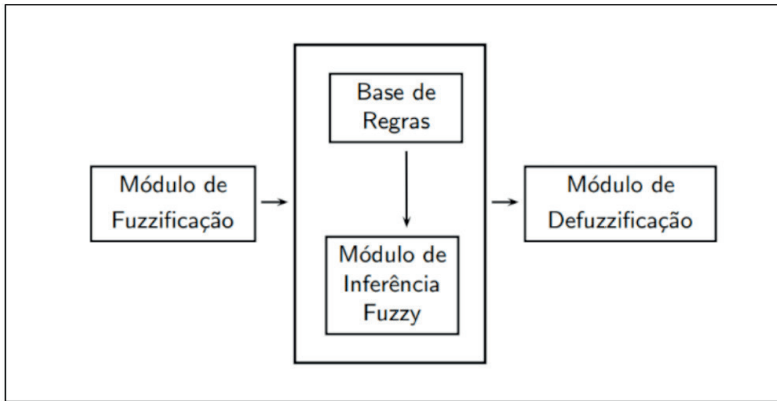 Base de
Regras
Módulo de
Fuzzificação
Módulo de
Inferência
Fuzzy
Módulo de
Defuzzificação